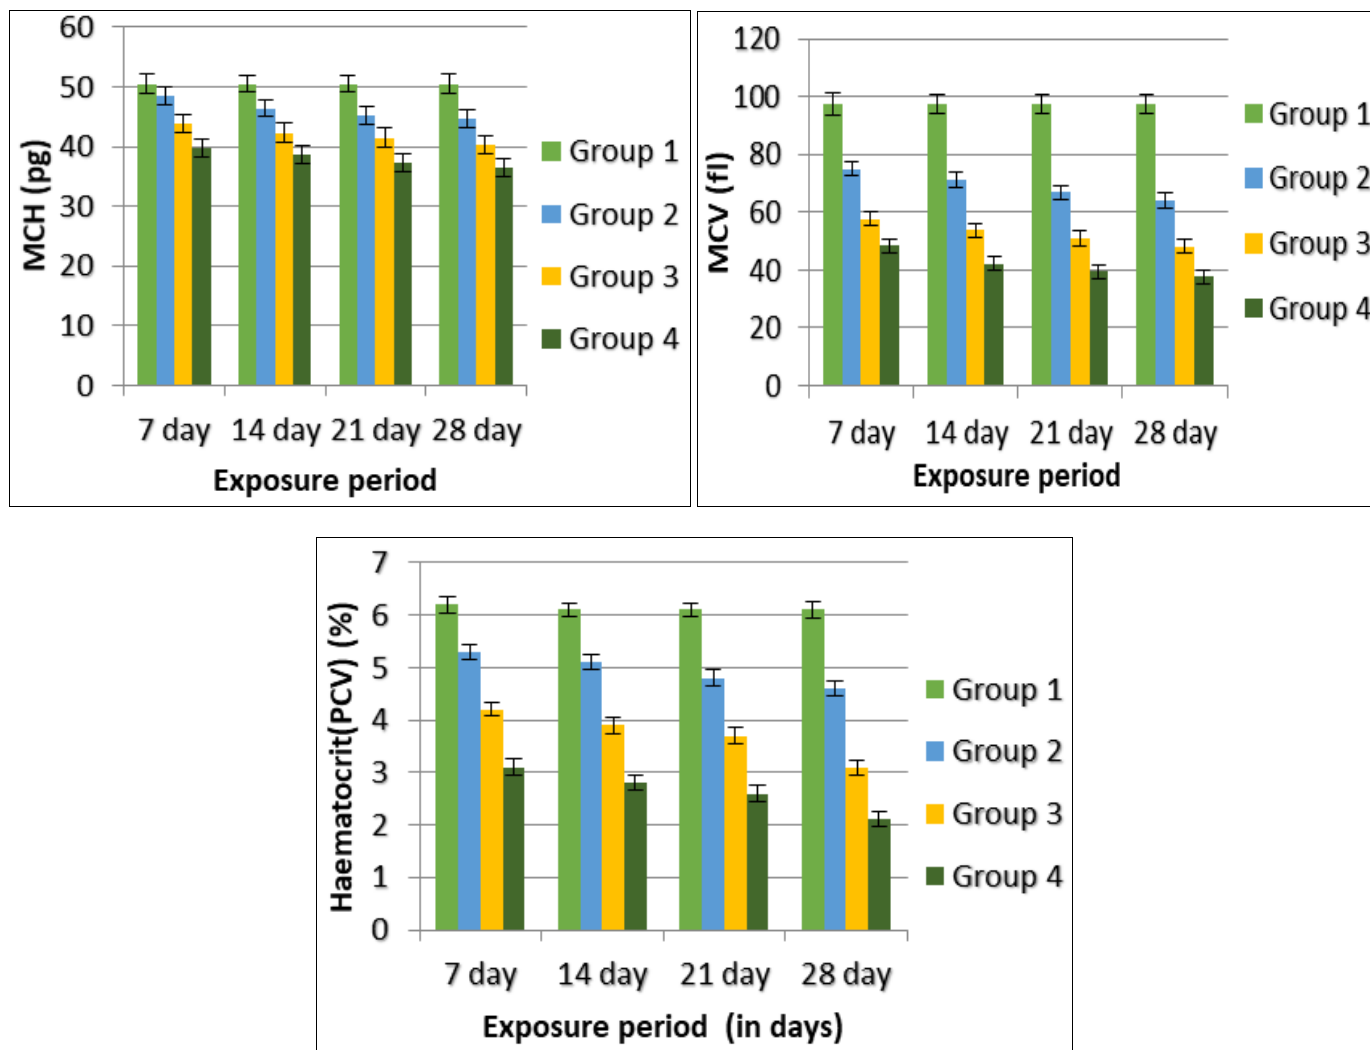 60
50
40
30
20
10
0
MCH (pg)
7 day 14 day 21 day 28 day
Exposure period
Group 1
Group 2
Group 3
Group 4
120
100
80
60
40
20
0
MCV (fl)
7 day 14 day 21 day 28 day
Exposure period
Group 1
Group 2
Group 3
Group 4
7
6
5
4
3
2
1
0
Haematocrit(PCV) (%)
7 day 14 day 21 day 28 day
Exposure period (in days)
Group 1
Group 2
Group 3
Group 4